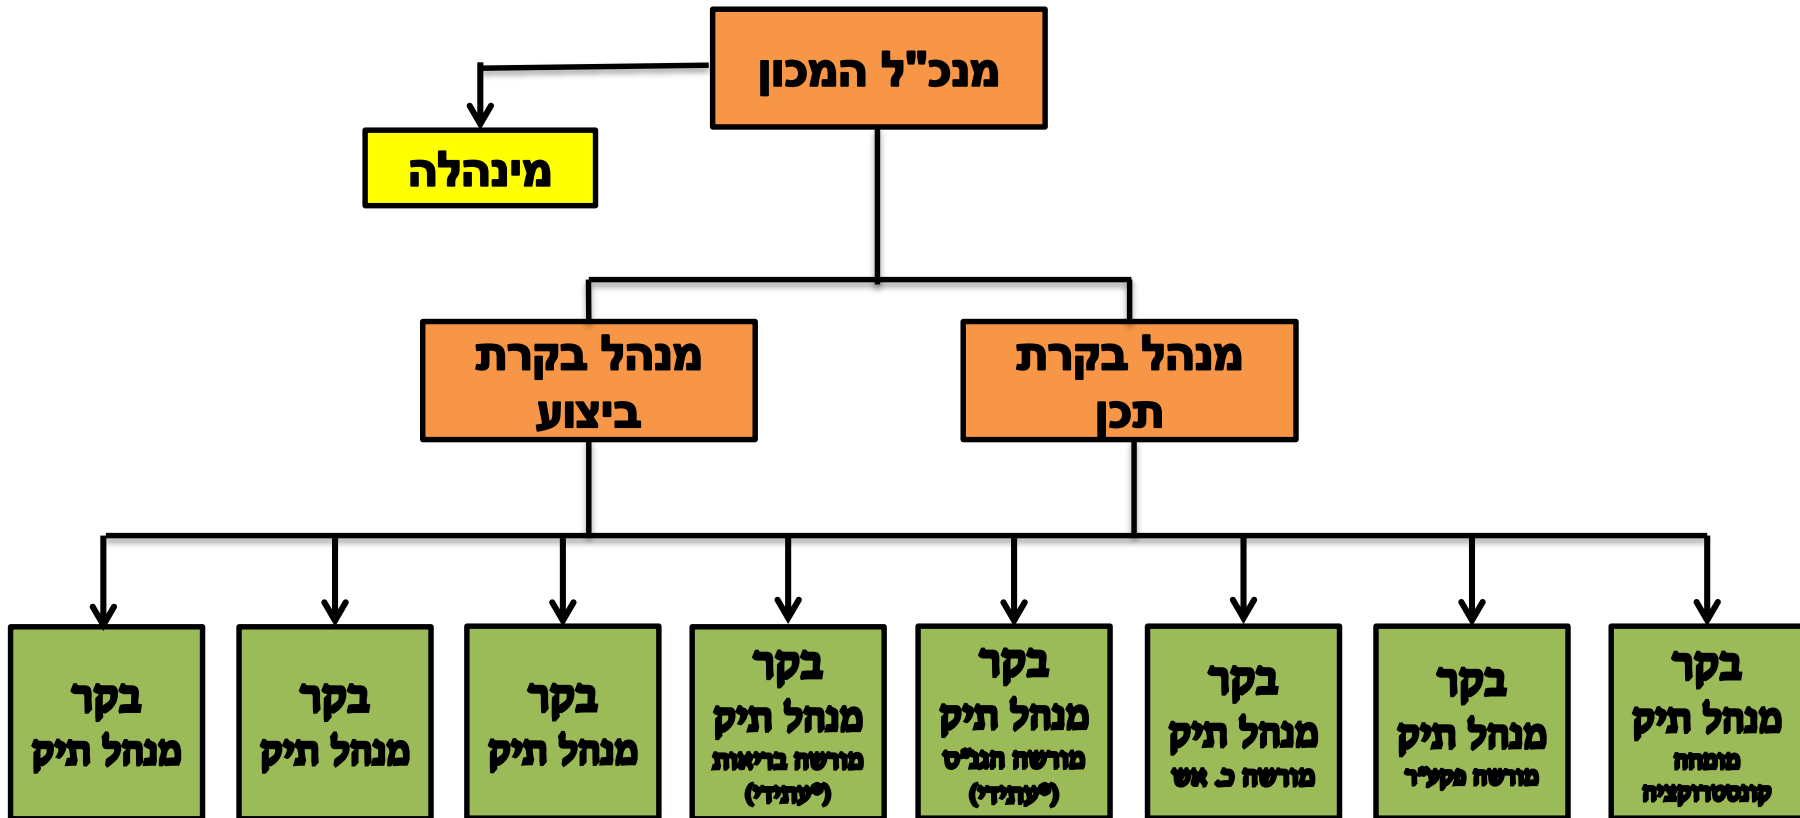 מנכ"ל המכון
מינהלה
מנהל בקרת
תכן
מנהל בקרת
ביצוע
בקר
מנהל תיק
מומחה
קונסטרוקציה
בקר
מנהל תיק
מורשה פקע"ר
בקר
מנהל תיק
מורשה כ. אש
בקר
מנהל תיק
מורשה הגנ"ס
(*עתידי)
בקר
מנהל תיק
מורשה בריאות
(*עתידי)
בקר
מנהל תיק
בקר
מנהל תיק
בקר
מנהל תיק